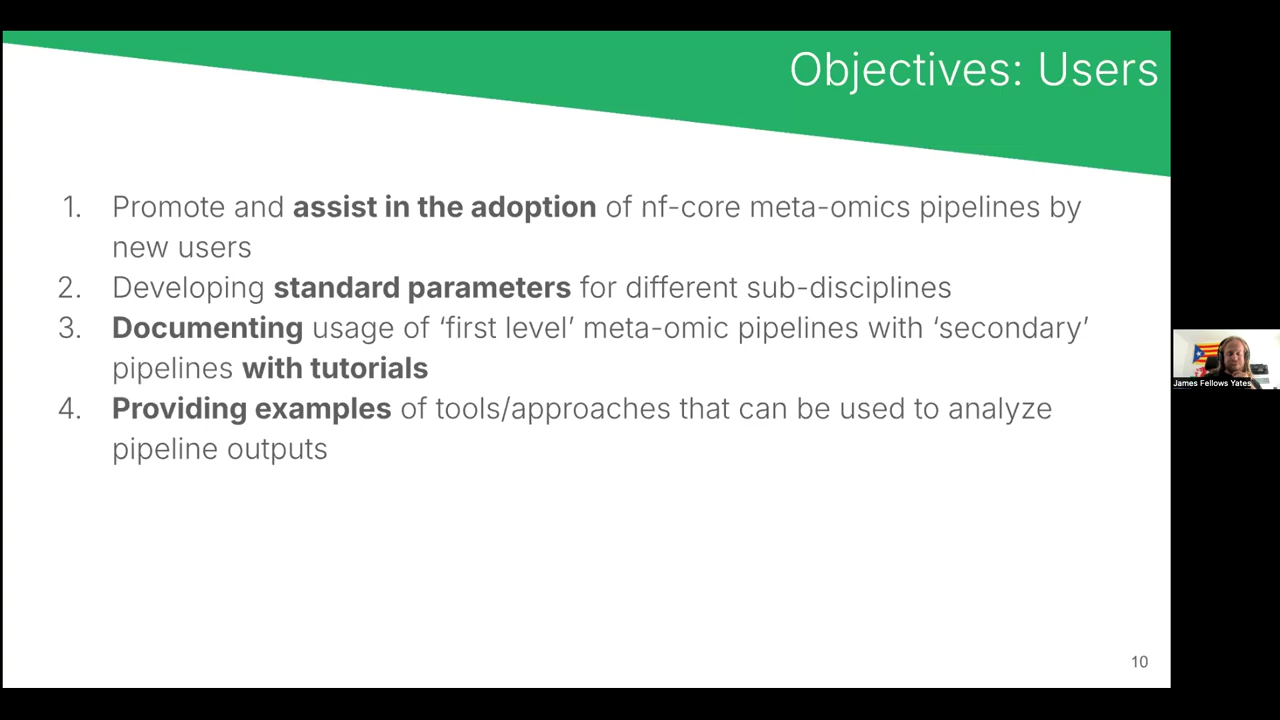 Objectives: Users
1. Promote and assist in the adoption of nf-core meta-omics pipelines by
new users
2. Developing standard parameters for different sub-disciplines
3. Documenting usage of ‘first level’ meta-omic pipelines with ‘secondary’
pipelines with tutorials
4. Providing examples of tools/approaches that can be used to analyze
pipeline outputs
James Fellows Yates
10